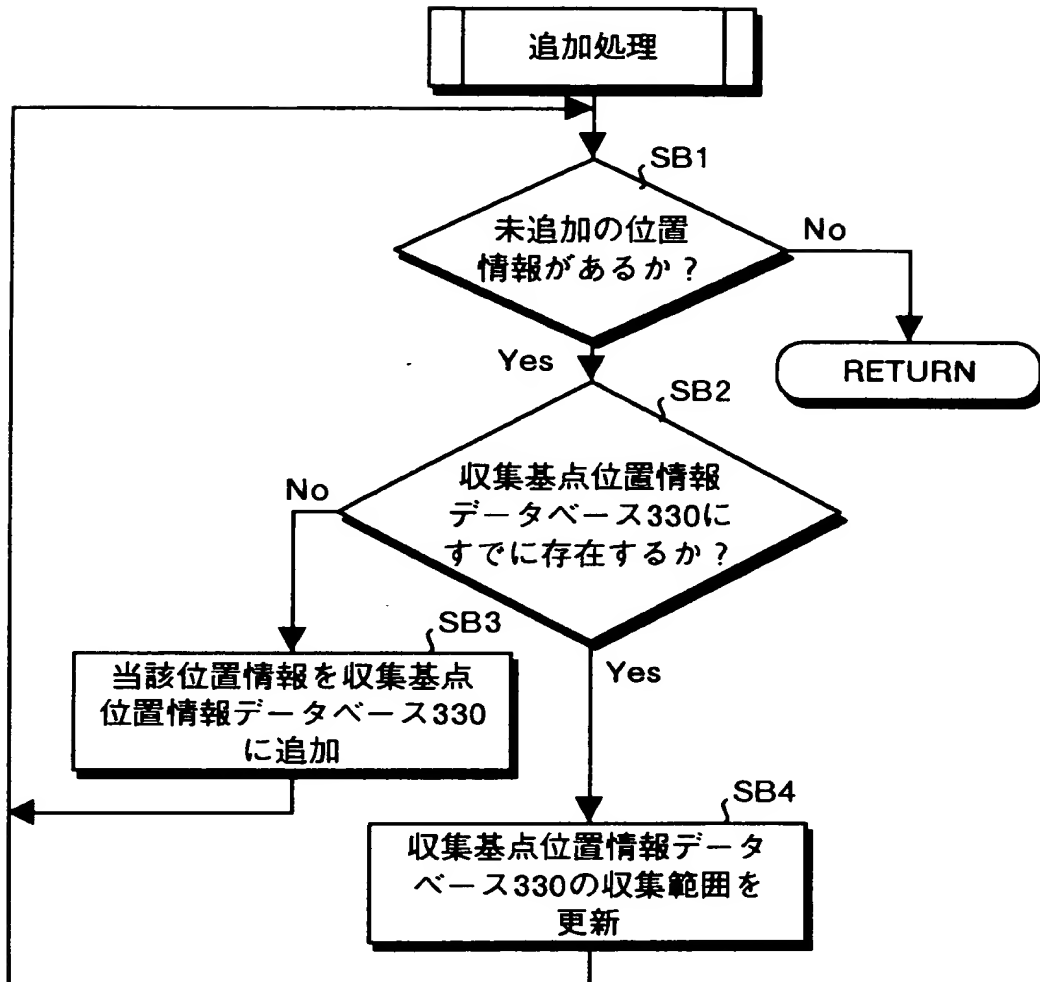 追加処理
SB1
未追加の位置
情報があるか？
No
Yes
RETURN
SB2
収集基点位置情報
データベース330に
すでに存在するか？
No
Yes
SB3
当該位置情報を収集基点
位置情報データベース330
に追加
SB4
収集基点位置情報データ
ベース330の収集範囲を
更新